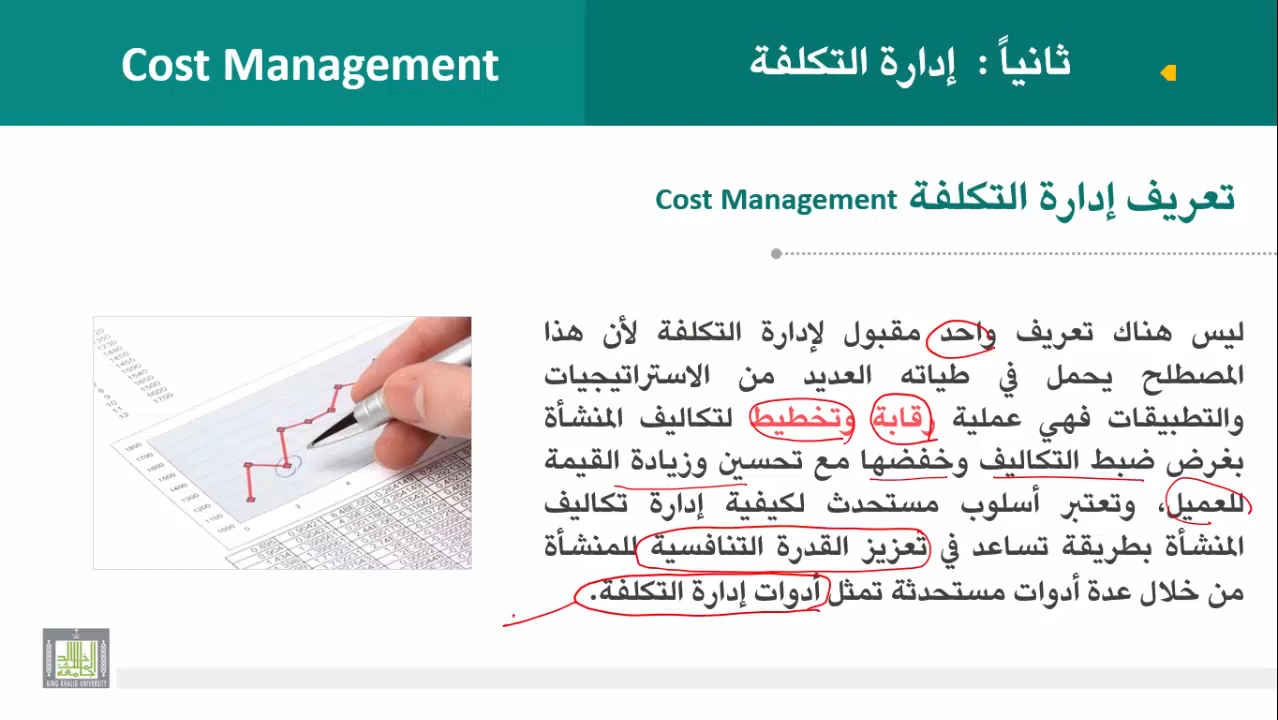 ثانياً : إدارة التكلفة
Cost Management
تعريف إدارة التكلفة Cost Management
ليس هناك تعريف واحد مقبول لإدارة التكلفة لأن هذا
المصطلح يحمل في طياته العديد من الاستراتيجيات
والتطبيقات فهي عملية رقابة وتخطيط لتكاليف المنشأة
بغرض ضبط التكاليف وخفضها مع تحسين وزيادة القيمة
للعميل، وتعتبر أسلوب مستحدث لكيفية إدارة تكاليف
المنشأة بطريقة تساعد في تعزيز القدرة التنافسية للمنشأة
من خلال عدة أدوات مستحدثة تمثل أدوات إدارة التكلفة.
KING KHALID UNIVERSITY